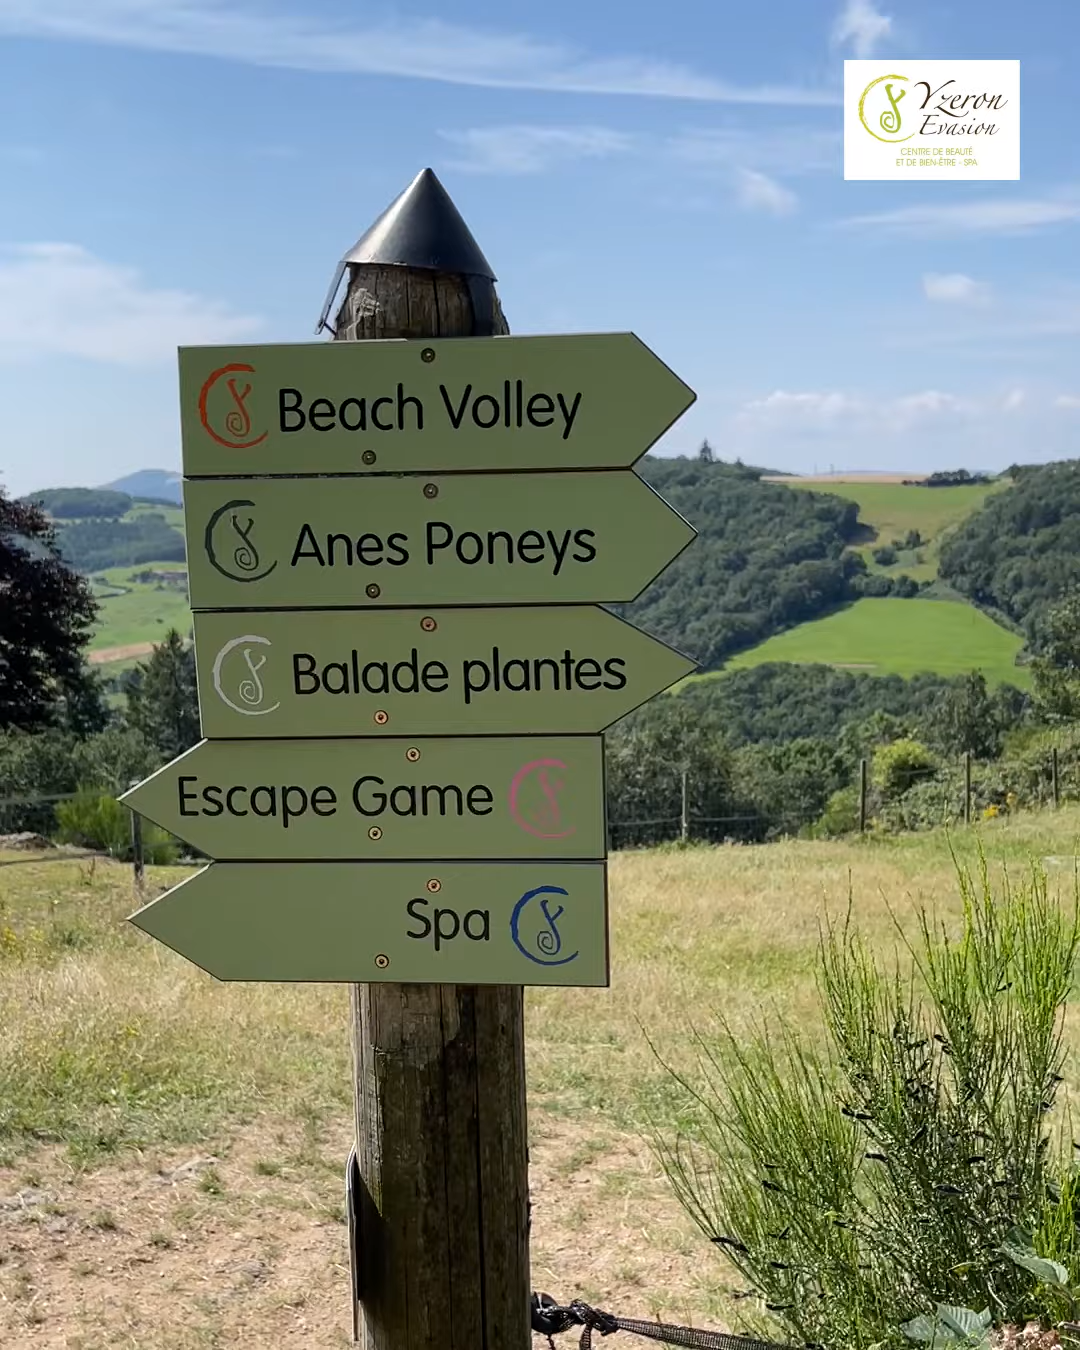 Yzeron
Evasion
CENTRE DE BEAUTÉ
ET DE BIEN-ÊTRE - SPA
Beach Volley
Anes Poneys
Balade plantes
Escape Game
Spa